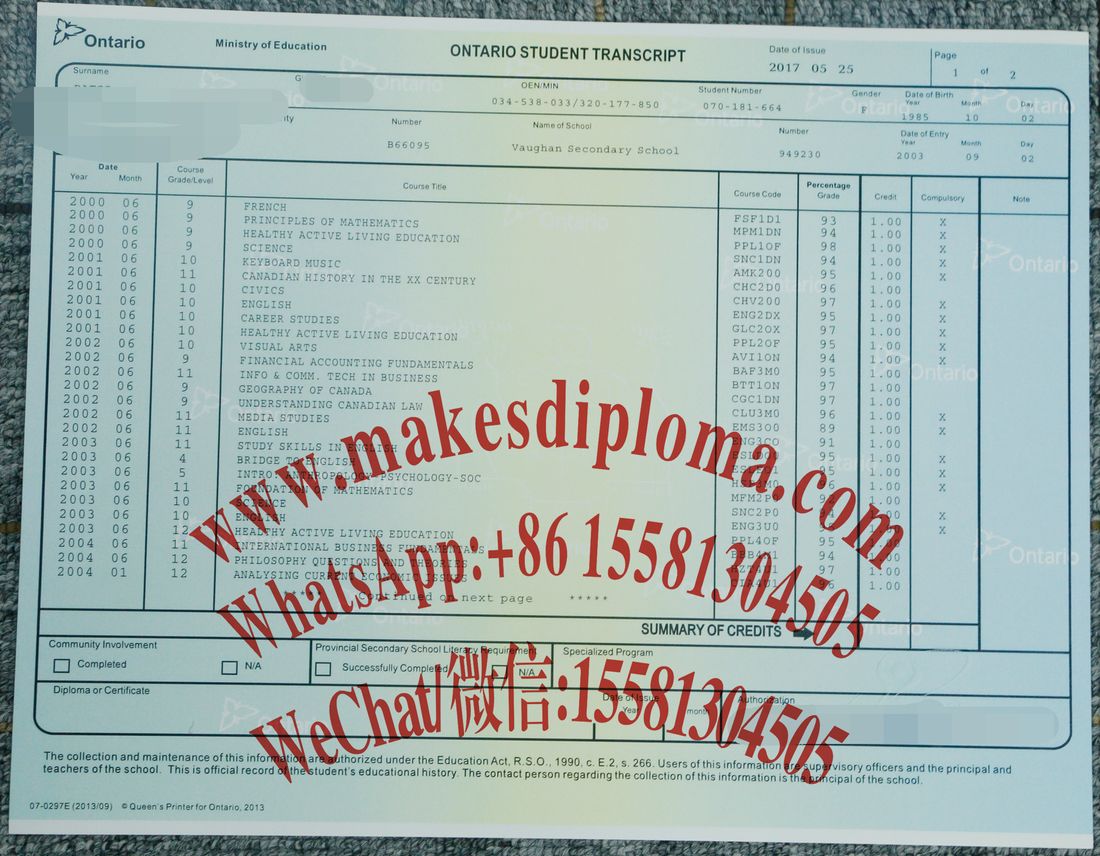 Ontario
Ministry of Education
ONTARIO STUDENT TRANSCRIPT
Date of Issue
2017 05 25
Page
1 of 2
Surname
OEN/MIN
034-538-033/320-177-850
Student Number
070-181-664
Gender
F
Date of Birth
Year Month Day
1985 10 02
Number
B66095
Name of School
Vaughan Secondary School
Number
949230
Date of Entry
Year Month Day
2003 09 02
Date
Year Month
Course Grade/Level
Course Title
Course Code
Percentage Grade
Credit
Compulsory
Note
2000 06 9 FRENCH FSF1D1 93 1.00 X
2000 06 9 PRINCIPLES OF MATHEMATICS MPM1DN 94 1.00 X
2000 06 9 HEALTHY ACTIVE LIVING EDUCATION PPL1OF 98 1.00 X
2000 06 9 SCIENCE SNC1DN 94 1.00 X
2001 06 10 KEYBOARD MUSIC AMK200 95 1.00 X
2001 06 11 CANADIAN HISTORY IN THE XX CENTURY CHC2D0 96 1.00
2001 06 10 CIVICS CHV200 97 1.00 X
2001 06 10 ENGLISH ENG2DX 95 1.00 X
2001 06 10 CAREER STUDIES GLC2OX 97 1.00 X
2001 06 10 HEALTHY ACTIVE LIVING EDUCATION PPL2OF 95 1.00 X
2002 06 10 VISUAL ARTS AVI1ON 94 1.00 X
2002 06 9 FINANCIAL ACCOUNTING FUNDAMENTALS BAF3M0 95 1.00
2002 06 11 INFO & COMM. TECH IN BUSINESS BTT1ON 97 1.00
2002 06 9 GEOGRAPHY OF CANADA CGC1DN 97 1.00
2002 06 9 UNDERSTANDING CANADIAN LAW CLU3M0 96 1.00 X
2002 06 11 MEDIA STUDIES EMS300 89 1.00 X
2002 06 11 ENGLISH ENG3CO 91 1.00
2003 06 11 STUDY SKILLS IN ENGLISH 95 1.00 X
2003 06 4 BRIDGE TO ENGLISH 95 1.00 X
2003 06 5 INTRO. ANTHROPOLOGY-PSYCHOLOGY-SOC 1.00 X
2003 06 11 FOUNDATION OF MATHEMATICS 1.00
2003 06 10 SCIENCE SNC2P0 1.00 X
2003 06 10 ENGLISH ENG3U0 1.00 X
2003 06 12 HEALTHY ACTIVE LIVING EDUCATION PPL4OF 95 1.00 X
2004 06 11 INTERNATIONAL BUSINESS FUNDAMENTALS 94 1.00
2004 06 12 PHILOSOPHY QUESTIONS AND THEORIES 97 1.00
2004 01 12 ANALYSING CURRENT ECONOMIC ISSUES 96 1.00
Continued on next page *****
www.makesdiploma.com
WhatsApp:+86 15581304505
WeChat/微信:15581304505
SUMMARY OF CREDITS
Community Involvement
Completed N/A
Provincial Secondary School Literacy Requirement
Successfully Completed N/A
Specialized Program
Diploma or Certificate
Date of Issue
Year month
Authorization
The collection and maintenance of this information are authorized under the Education Act, R.S.O., 1990, c. E.2, s. 266. Users of this information are supervisory officers and the principal and
teachers of the school. This is official record of the student's educational history. The contact person regarding the collection of this information is the principal of the school.
07-0297E (2013/09) © Queen's Printer for Ontario, 2013